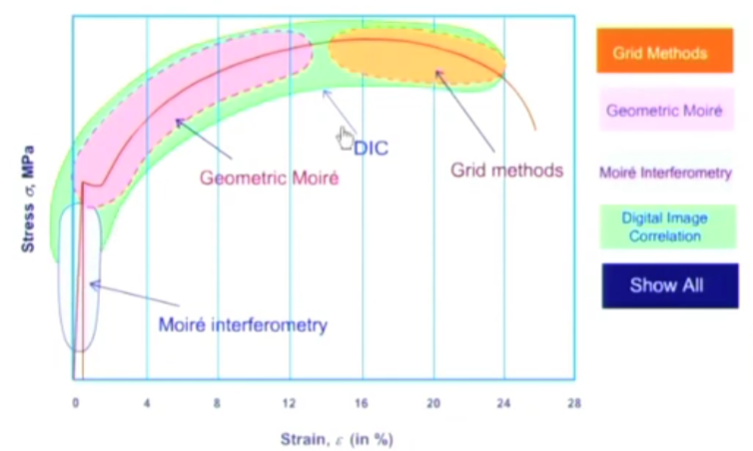 Grid Methods
Geometric Moiré
Moiré Interferometry
Digital Image
Correlation
Show All
DIC
Geometric Moiré
Grid methods
Moiré interferometry
Stress σ, MPa
0 4 8 12 16 20 24 28
Strain, ε (in %)